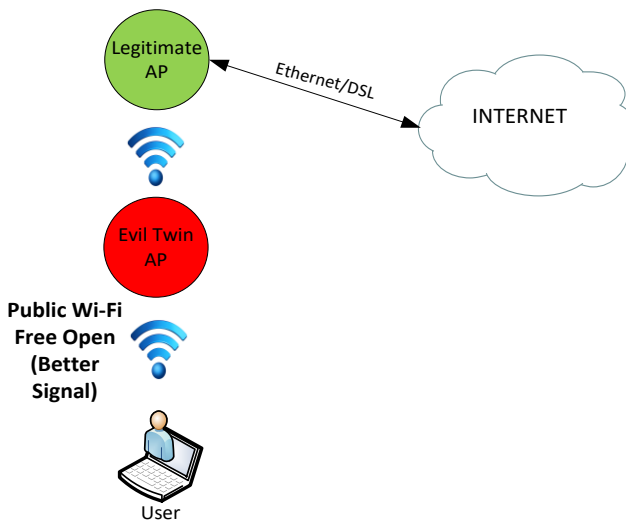 Legitimate
AP
Ethernet/DSL
INTERNET
Evil Twin
AP
Public Wi-Fi
Free Open
(Better
Signal)
User